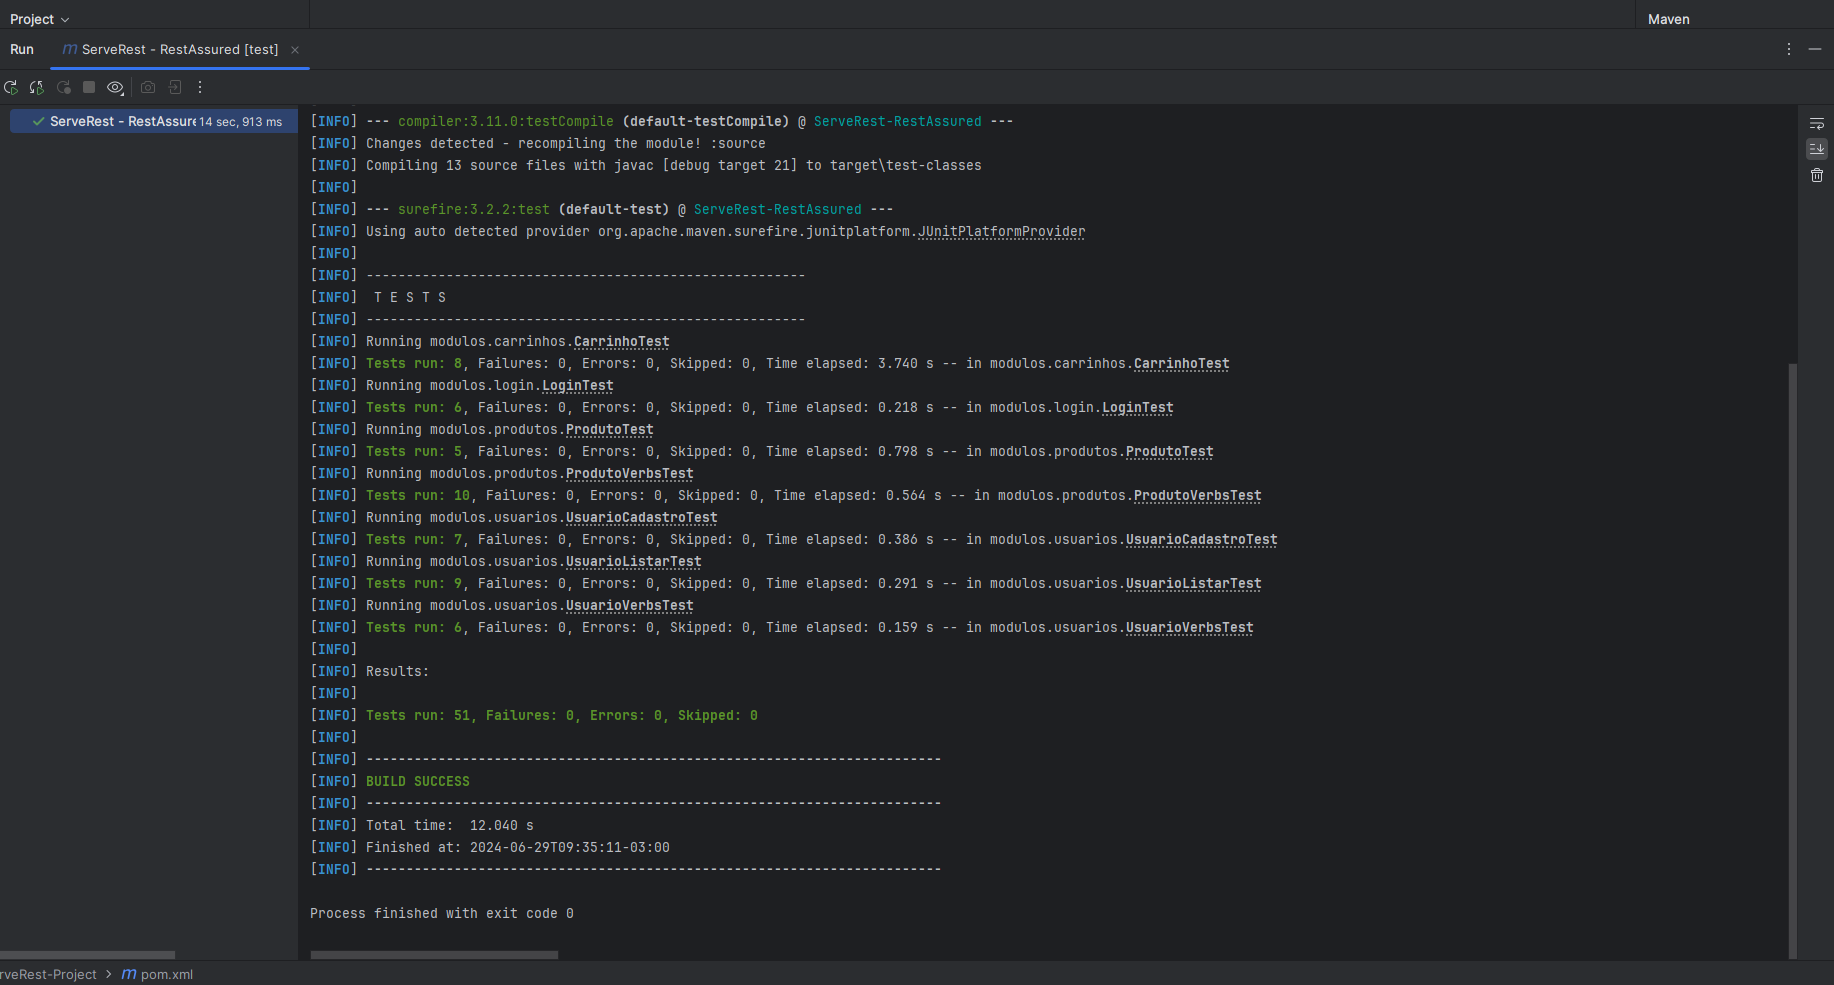 Project
Maven
Run
m ServeRest - RestAssured [test]
ServeRest - RestAssure 14 sec, 913 ms
[INFO] --- compiler:3.11.0:testCompile (default-testCompile) @ ServeRest-RestAssured ---
[INFO] Changes detected - recompiling the module! :source
[INFO] Compiling 13 source files with javac [debug target 21] to target\test-classes
[INFO]
[INFO] --- surefire:3.2.2:test (default-test) @ ServeRest-RestAssured ---
[INFO] Using auto detected provider org.apache.maven.surefire.junitplatform.JUnitPlatformProvider
[INFO]
[INFO] -------------------------------------------------------
[INFO]  T E S T S
[INFO] -------------------------------------------------------
[INFO] Running modulos.carrinhos.CarrinhoTest
[INFO] Tests run: 8, Failures: 0, Errors: 0, Skipped: 0, Time elapsed: 3.740 s -- in modulos.carrinhos.CarrinhoTest
[INFO] Running modulos.login.LoginTest
[INFO] Tests run: 6, Failures: 0, Errors: 0, Skipped: 0, Time elapsed: 0.218 s -- in modulos.login.LoginTest
[INFO] Running modulos.produtos.ProdutoTest
[INFO] Tests run: 5, Failures: 0, Errors: 0, Skipped: 0, Time elapsed: 0.798 s -- in modulos.produtos.ProdutoTest
[INFO] Running modulos.produtos.ProdutoVerbsTest
[INFO] Tests run: 10, Failures: 0, Errors: 0, Skipped: 0, Time elapsed: 0.564 s -- in modulos.produtos.ProdutoVerbsTest
[INFO] Running modulos.usuarios.UsuarioCadastroTest
[INFO] Tests run: 7, Failures: 0, Errors: 0, Skipped: 0, Time elapsed: 0.386 s -- in modulos.usuarios.UsuarioCadastroTest
[INFO] Running modulos.usuarios.UsuarioListarTest
[INFO] Tests run: 9, Failures: 0, Errors: 0, Skipped: 0, Time elapsed: 0.291 s -- in modulos.usuarios.UsuarioListarTest
[INFO] Running modulos.usuarios.UsuarioVerbsTest
[INFO] Tests run: 6, Failures: 0, Errors: 0, Skipped: 0, Time elapsed: 0.159 s -- in modulos.usuarios.UsuarioVerbsTest
[INFO]
[INFO] Results:
[INFO]
[INFO] Tests run: 51, Failures: 0, Errors: 0, Skipped: 0
[INFO]
[INFO] ------------------------------------------------------------------------
[INFO] BUILD SUCCESS
[INFO] ------------------------------------------------------------------------
[INFO] Total time:  12.040 s
[INFO] Finished at: 2024-06-29T09:35:11-03:00
[INFO] ------------------------------------------------------------------------
Process finished with exit code 0
rveRest-Project > m pom.xml